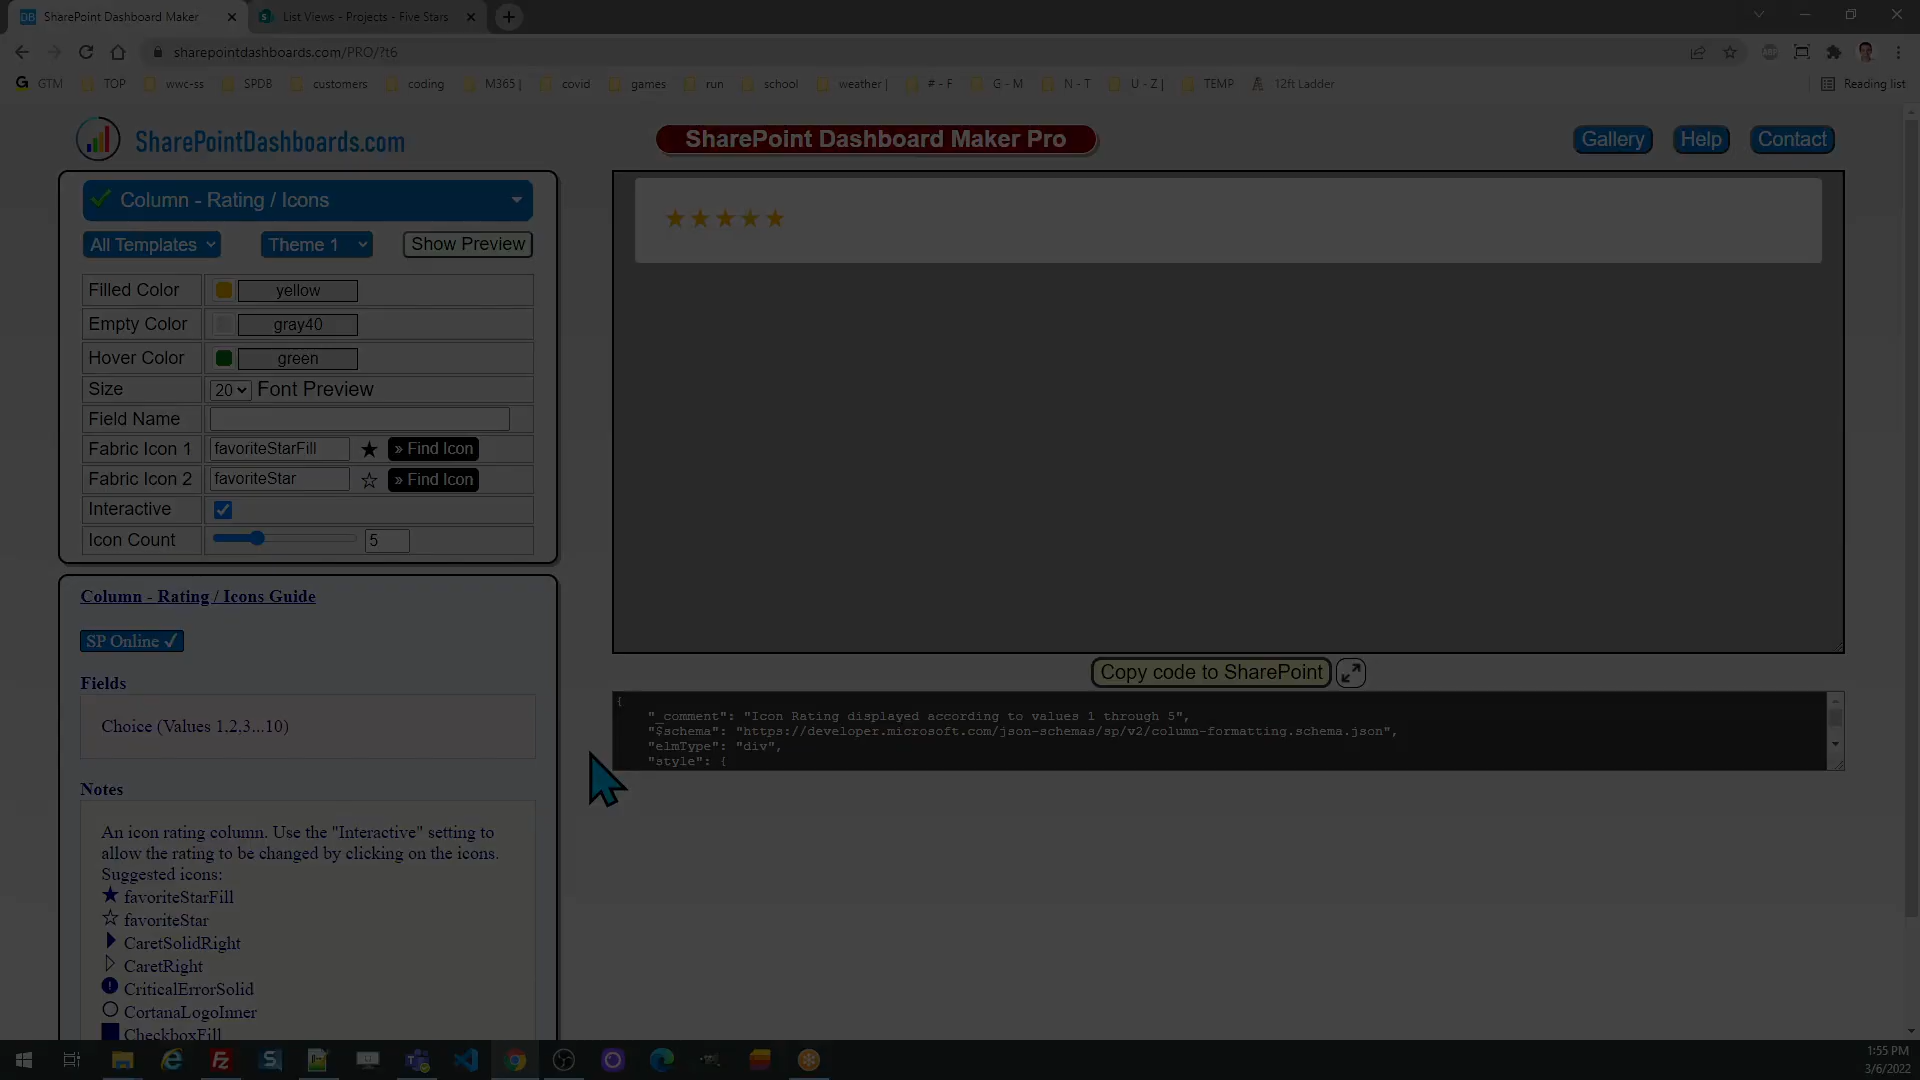 SharePoint Dashboard Maker
List Views - Projects - Five Stars
sharepointdashboards.com/PRO/?t6
GTM TOP wwc-ss SPDB customers coding M365 | covid games run school weather | # - F G - M N - T U - Z | TEMP 12ft Ladder Reading list
SharePointDashboards.com
SharePoint Dashboard Maker Pro
Gallery Help Contact
Column - Rating / Icons
All Templates Theme 1 Show Preview
Filled Color yellow
Empty Color gray40
Hover Color green
Size 20 Font Preview
Field Name
Fabric Icon 1 favoriteStarFill » Find Icon
Fabric Icon 2 favoriteStar » Find Icon
Interactive
Icon Count 5
Column - Rating / Icons Guide
SP Online ✓
Fields
Choice (Values 1,2,3...10)
Notes
An icon rating column. Use the "Interactive" setting to
allow the rating to be changed by clicking on the icons.
Suggested icons:
favoriteStarFill
favoriteStar
CaretSolidRight
CaretRight
CriticalErrorSolid
CortanaLogoInner
CheckboxFill
Copy code to SharePoint
{
"_comment": "Icon Rating displayed according to values 1 through 5",
"$schema": "https://developer.microsoft.com/json-schemas/sp/v2/column-formatting.schema.json",
"elmType": "div",
"style": {
1:55 PM
3/6/2022